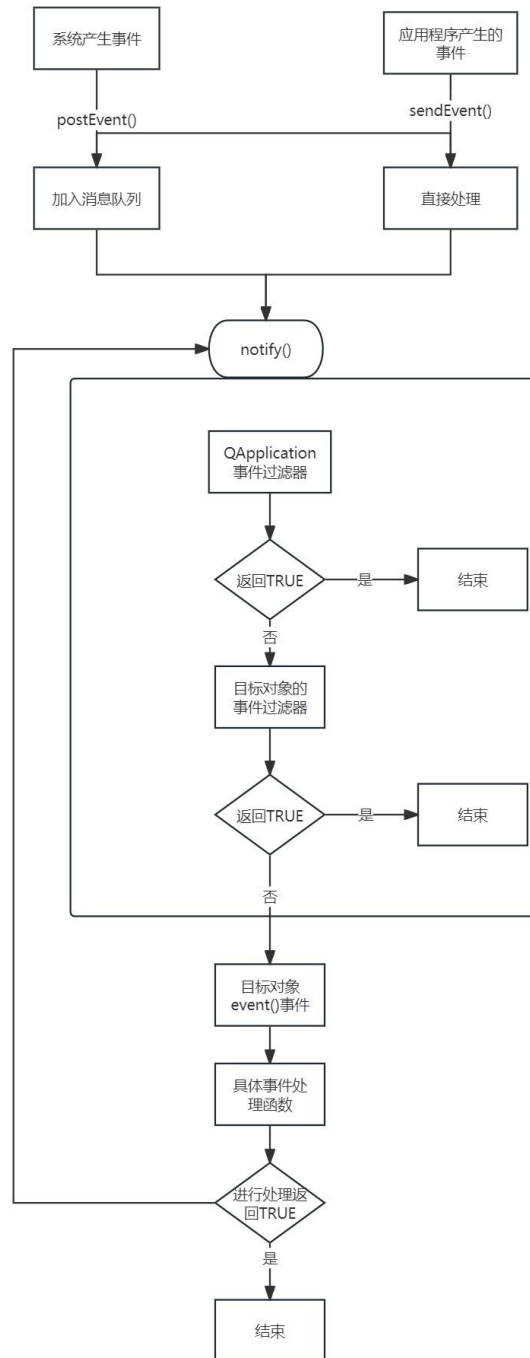 系统产生事件
应用程序产生的
事件
postEvent()
sendEvent()
加入消息队列
直接处理
notify()
QApplication
事件过滤器
返回TRUE
是
结束
否
目标对象的
事件过滤器
返回TRUE
是
结束
否
目标对象
event()事件
具体事件处
理函数
进行处理返
回TRUE
是
结束